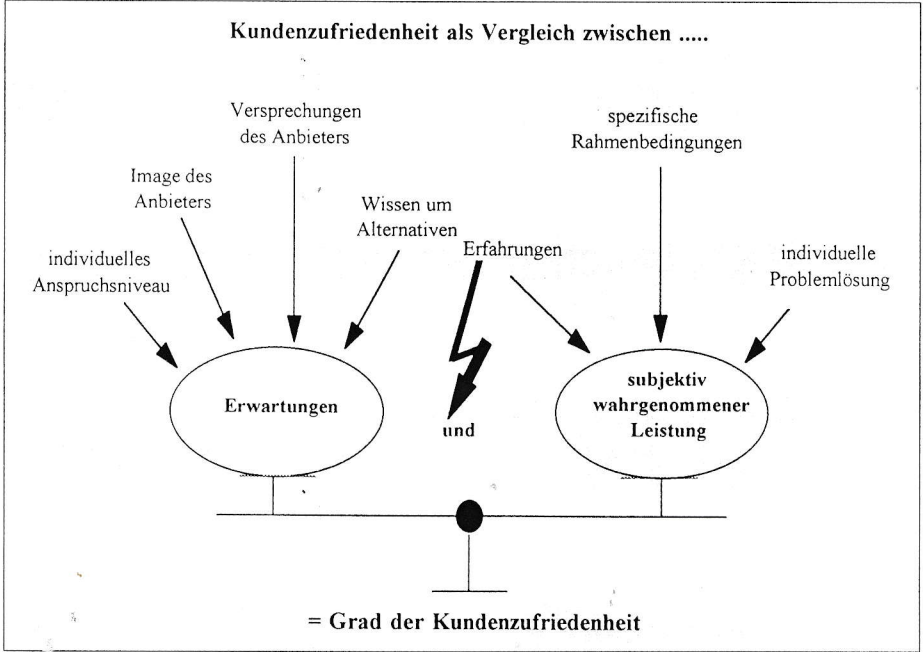 Kundenzufriedenheit als Vergleich zwischen .....
Versprechungen
des Anbieters
spezifische
Rahmenbedingungen
Image des
Anbieters
Wissen um
Alternativen
Erfahrungen
individuelles
Anspruchsniveau
individuelle
Problemlösung
Erwartungen
und
subjektiv
wahrgenommener
Leistung
= Grad der Kundenzufriedenheit